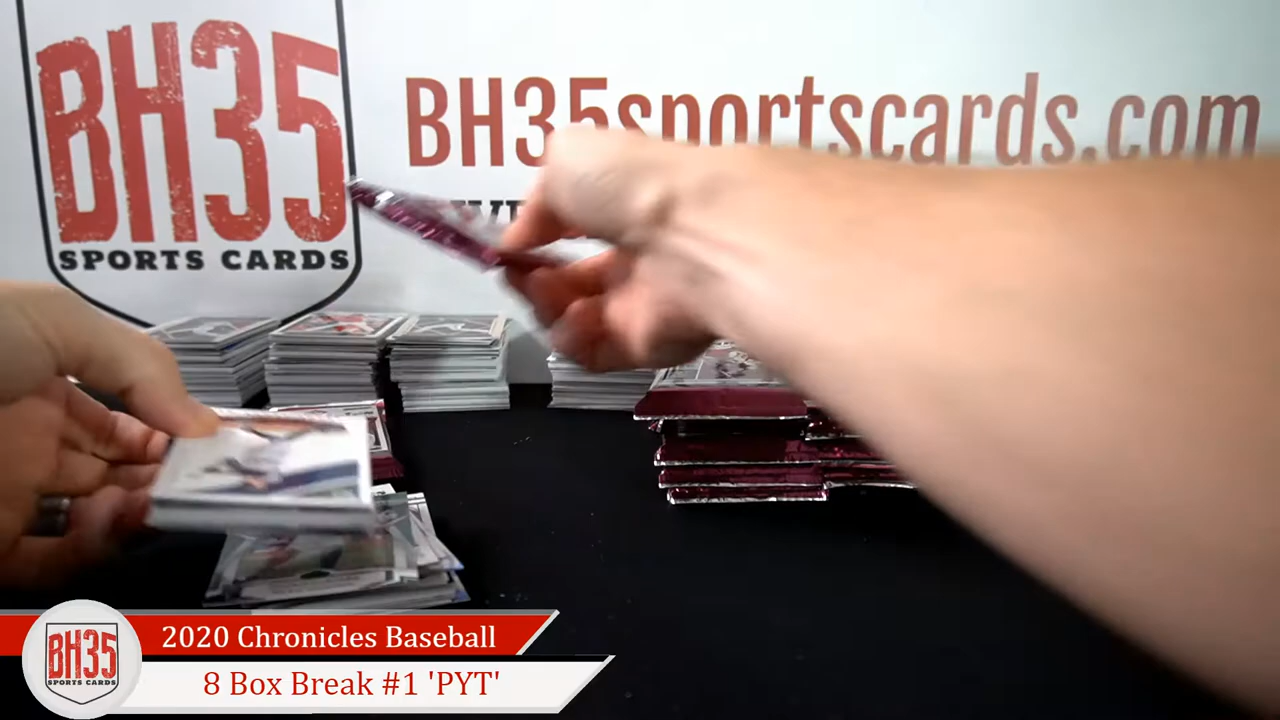 BH35
SPORTS CARDS
BH35sportscards.com
BH35
SPORTS CARDS
2020 Chronicles Baseball
8 Box Break #1 'PYT'